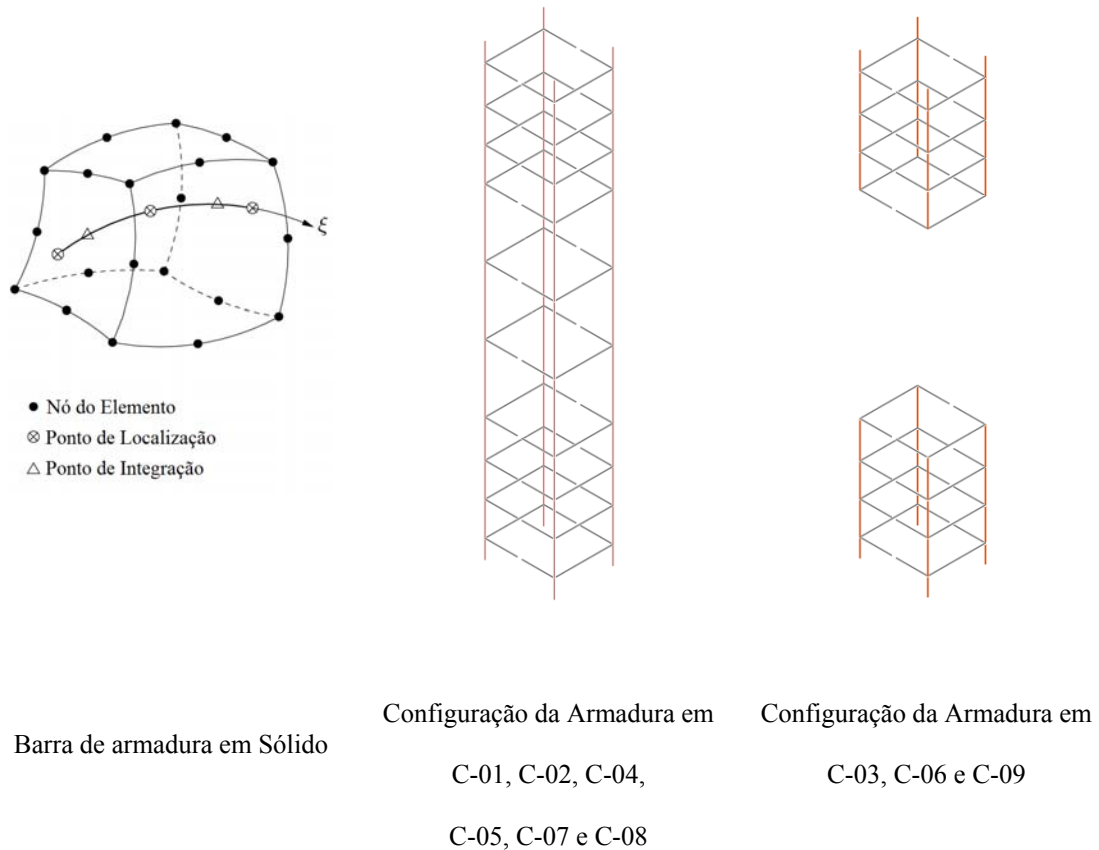 ξ
● Nó do Elemento
⊗ Ponto de Localização
△ Ponto de Integração
Barra de armadura em Sólido
Configuração da Armadura em
C-01, C-02, C-04,
C-05, C-07 e C-08
Configuração da Armadura em
C-03, C-06 e C-09